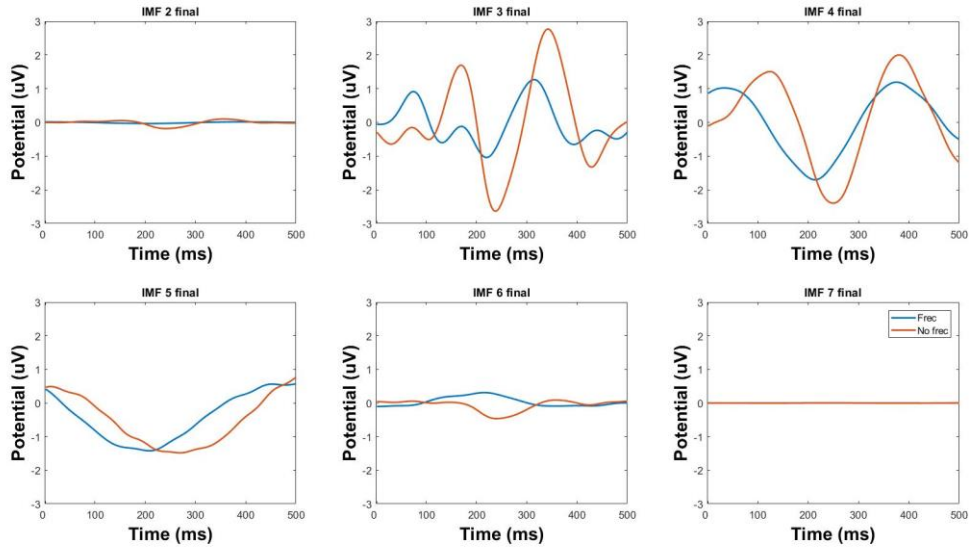 IMF 2 final
3
2
1
0
-1
-2
-3
Potential (uV)
0 100 200 300 400 500
Time (ms)
IMF 3 final
3
2
1
0
-1
-2
-3
Potential (uV)
0 100 200 300 400 500
Time (ms)
IMF 4 final
3
2
1
0
-1
-2
-3
Potential (uV)
0 100 200 300 400 500
Time (ms)
IMF 5 final
3
2
1
0
-1
-2
-3
Potential (uV)
0 100 200 300 400 500
Time (ms)
IMF 6 final
3
2
1
0
-1
-2
-3
Potential (uV)
0 100 200 300 400 500
Time (ms)
IMF 7 final
Frec
No frec
3
2
1
0
-1
-2
-3
Potential (uV)
0 100 200 300 400 500
Time (ms)